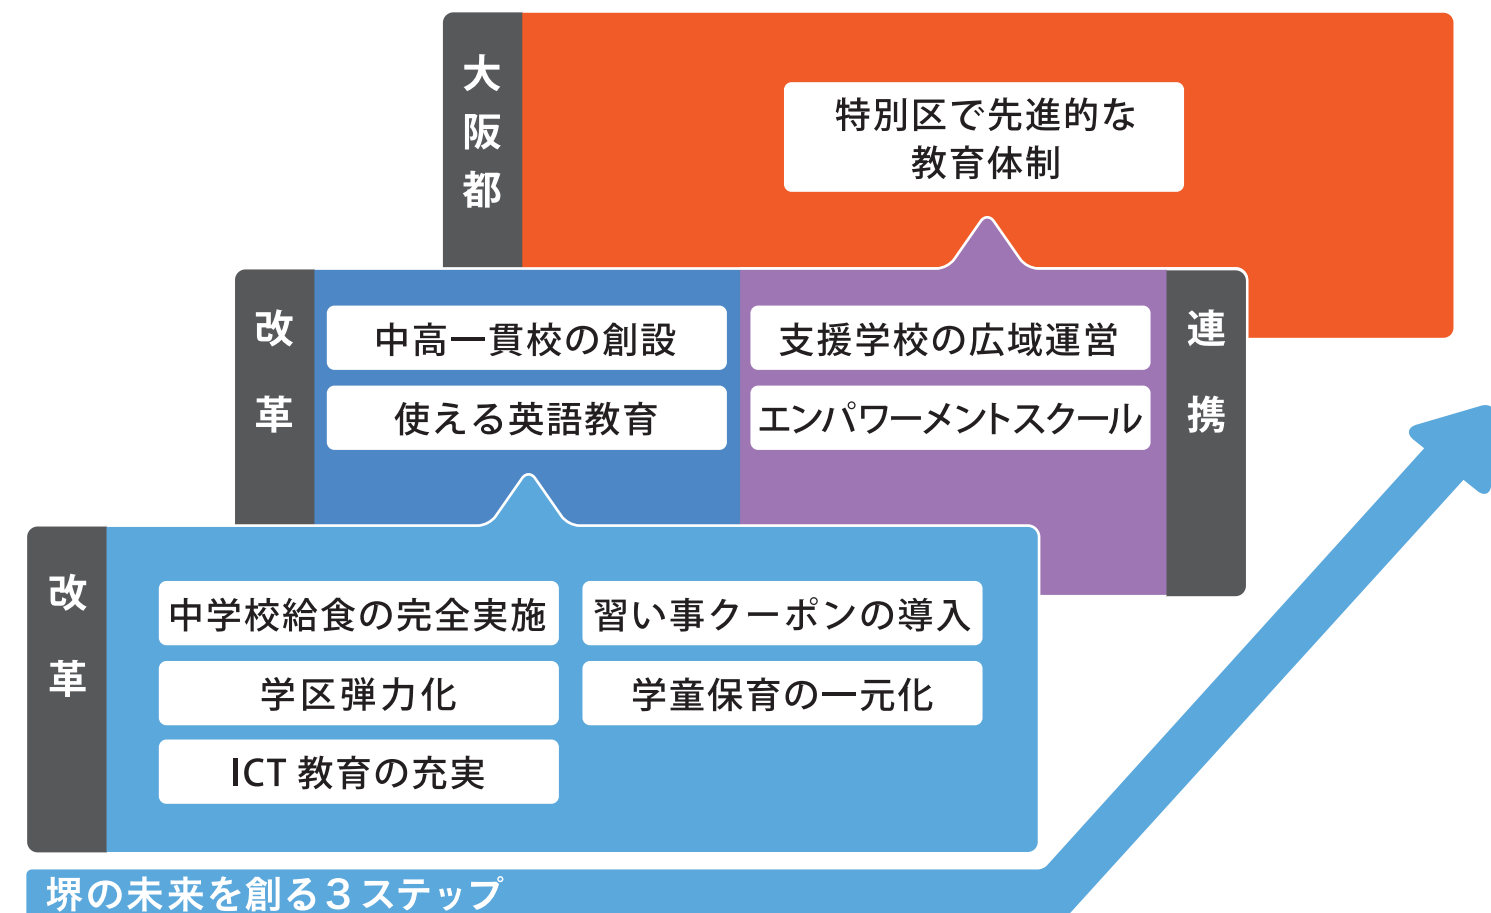 大阪都
特別区で先進的な
教育体制
改革
中高一貫校の創設
使える英語教育
支援学校の広域運営
エンパワーメントスクール
連携
改革
中学校給食の完全実施
学区弾力化
ICT 教育の充実
習い事クーポンの導入
学童保育の一元化
堺の未来を創る3ステップ